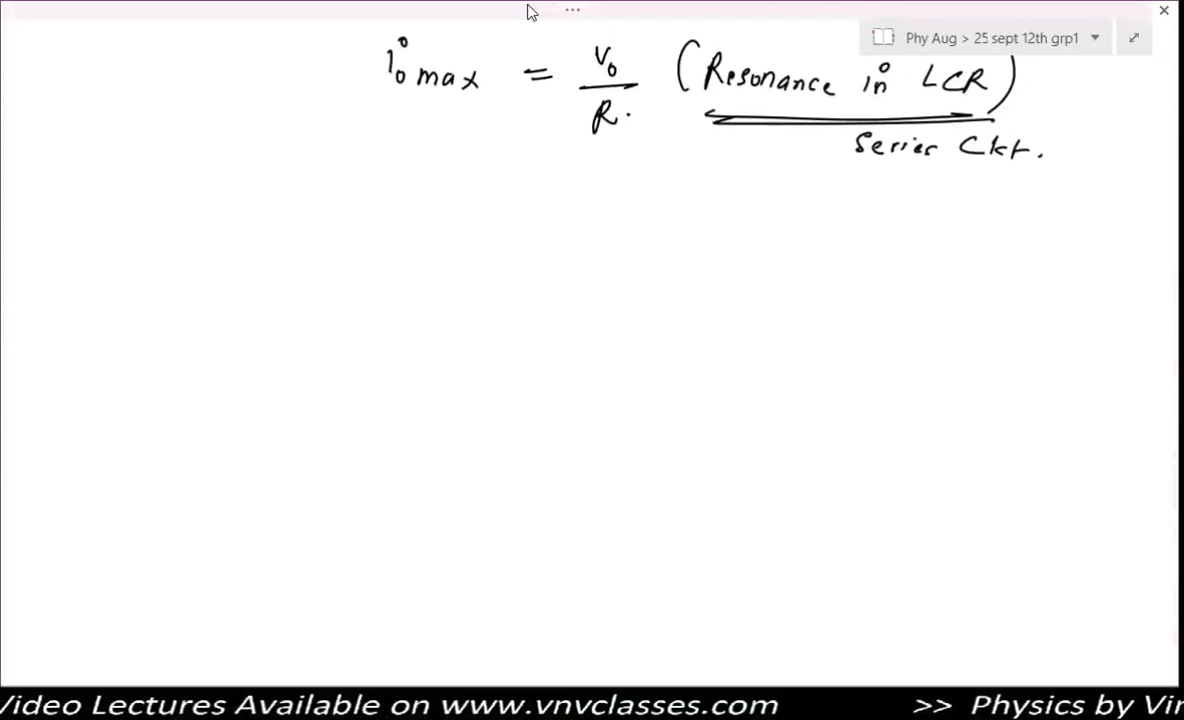 Phy Aug > 25 sept 12th grp1
i₀ max = V₀/R. (Resonance in LCR)
Series Ckt.
Video Lectures Available on www.vnvclasses.com >> Physics by Vir